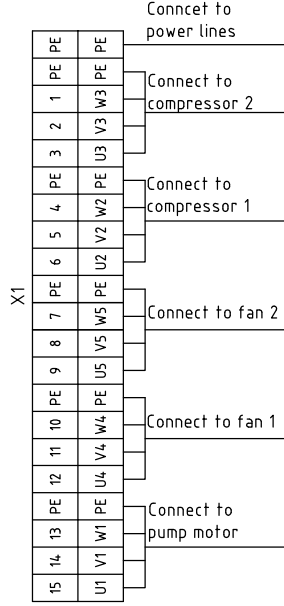 Conncet to
power lines
PE PE
PE PE
Connect to
1 W3
compressor 2
2 V3
3 U3
PE PE
Connect to
4 W2
compressor 1
5 V2
6 U2
X1
PE PE
7 W5
Connect to fan 2
8 V5
9 U5
PE PE
10 W4
Connect to fan 1
11 V4
12 U4
PE PE
Connect to
13 W1
pump motor
14 V1
15 U1